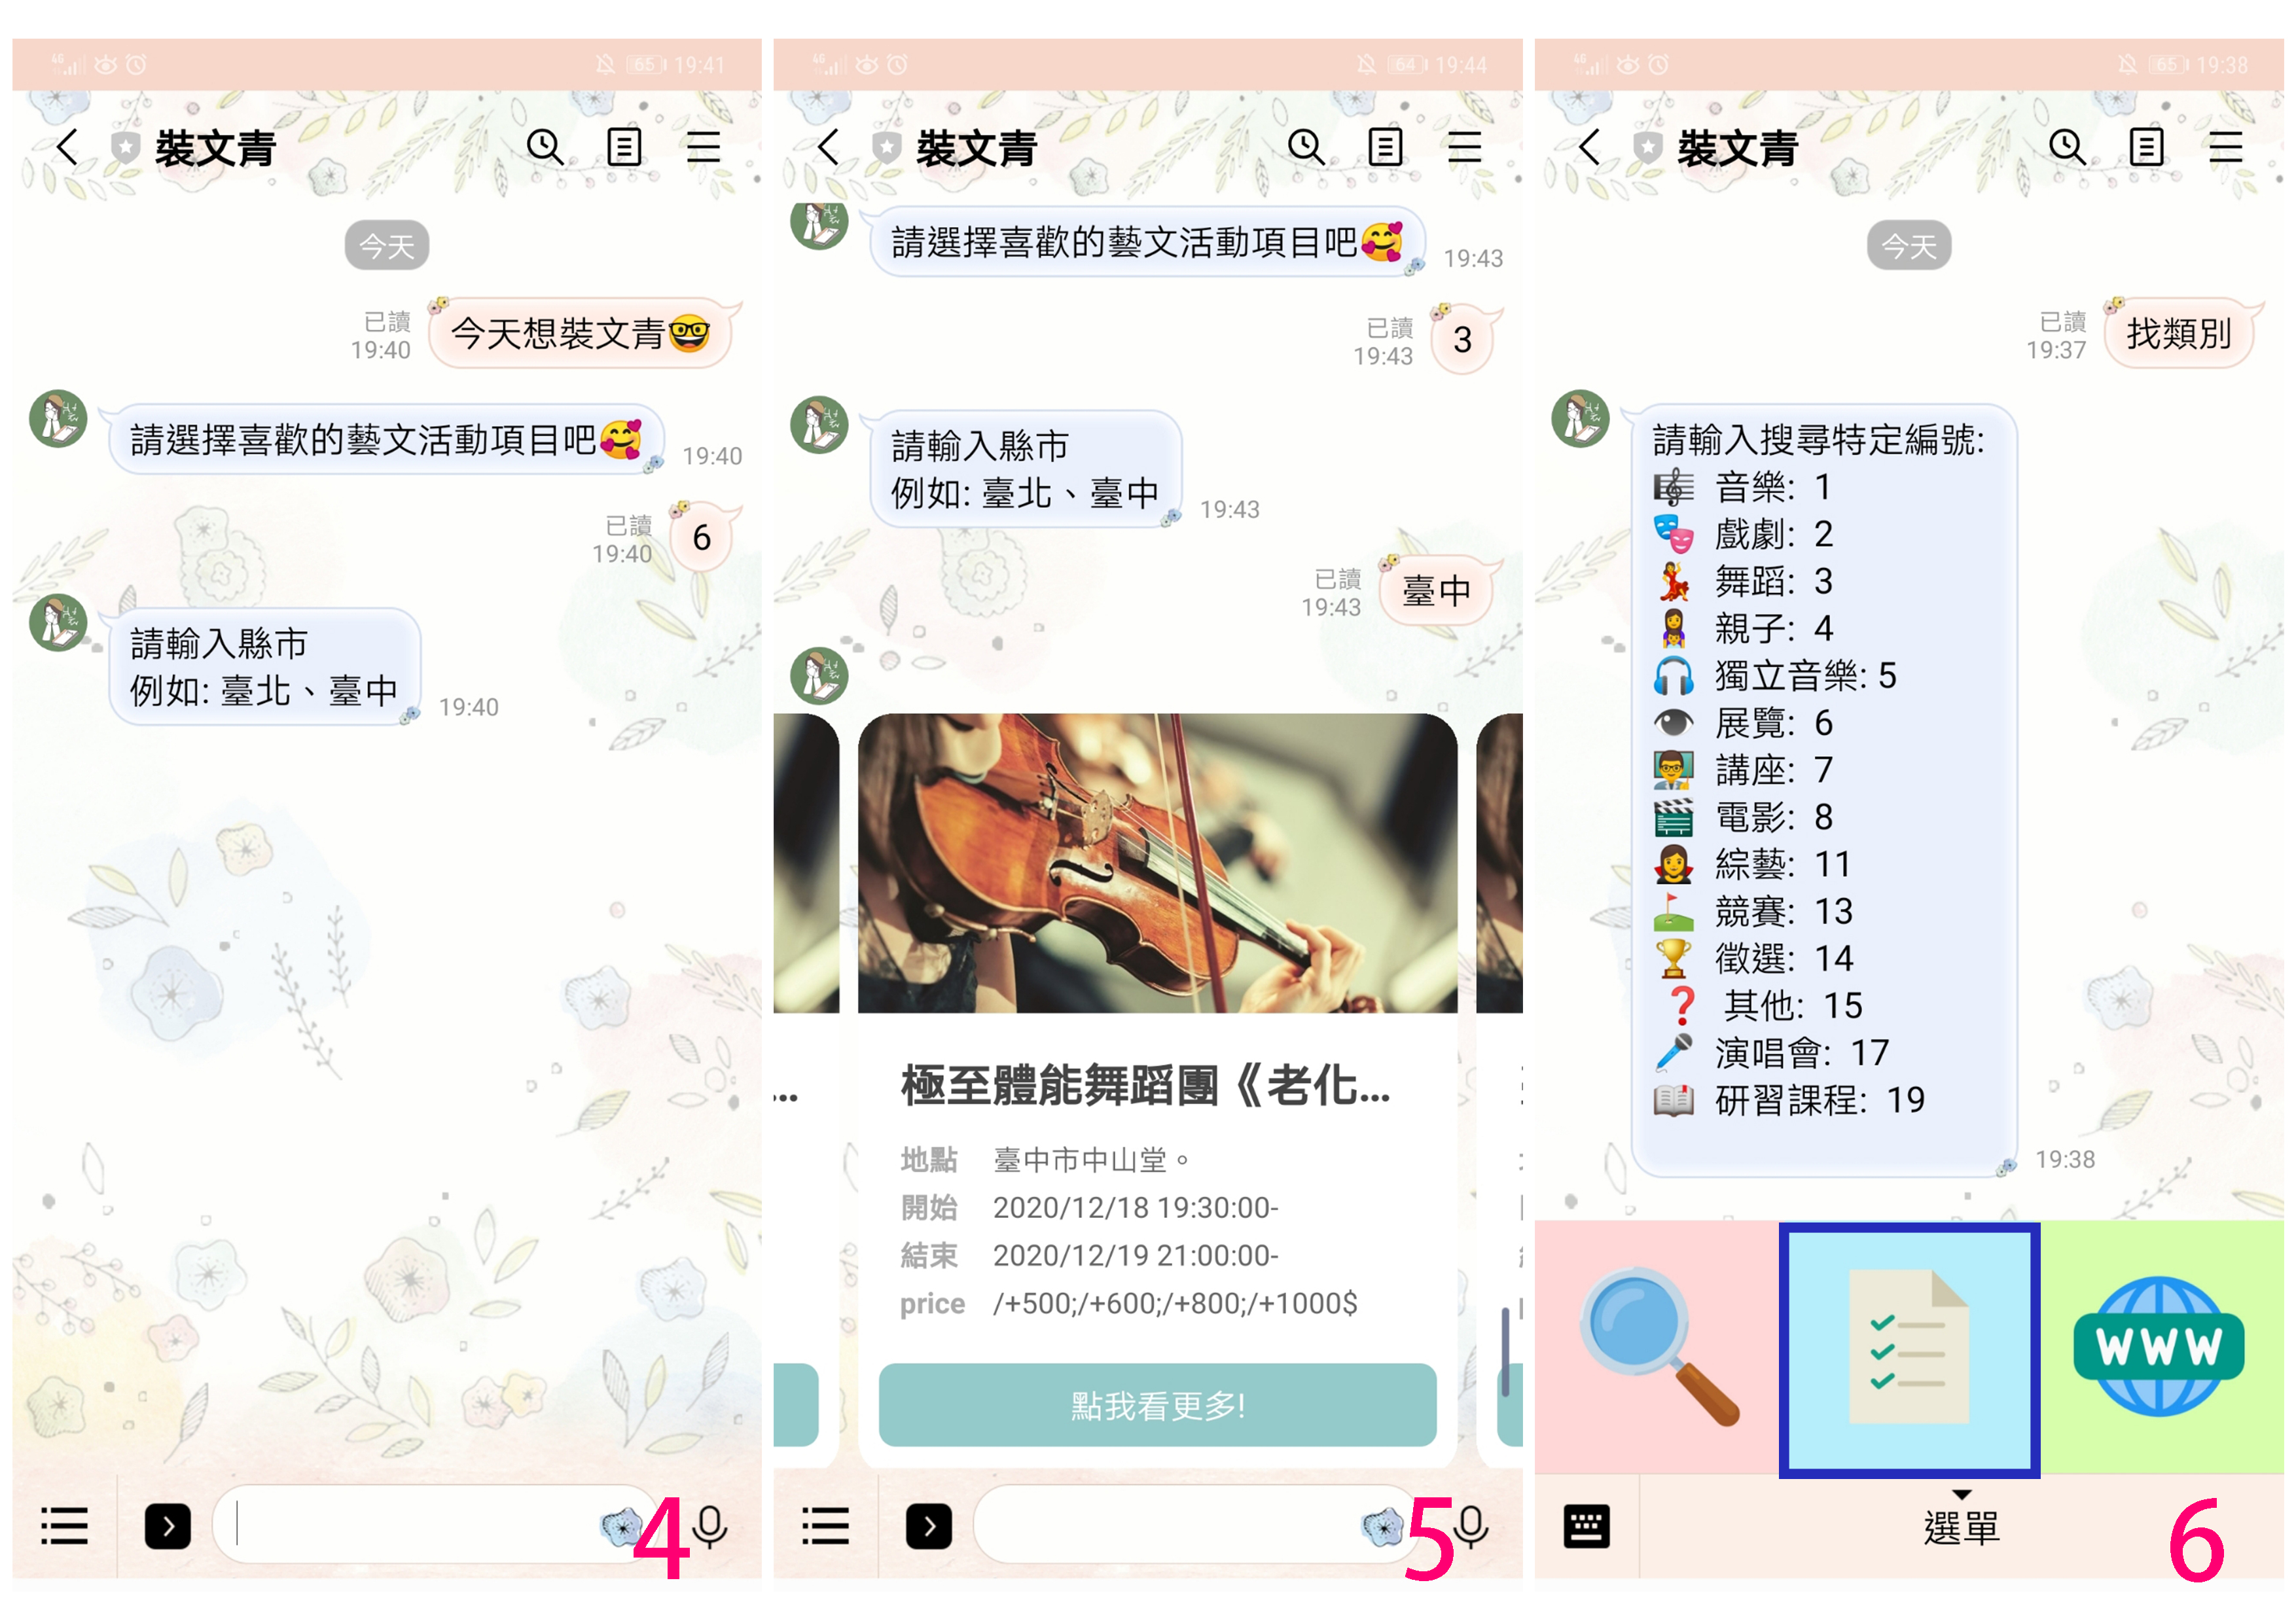 4G 65 19:41
裝文青
今天
今天想裝文青🤓
已讀
19:40
請選擇喜歡的藝文活動項目吧🥰
19:40
6
已讀
19:40
請輸入縣市
例如: 臺北、臺中
19:40
4
4G 64 19:44
裝文青
請選擇喜歡的藝文活動項目吧🥰
19:43
3
已讀
19:43
請輸入縣市
例如: 臺北、臺中
19:43
臺中
已讀
19:43
...
極至體能舞蹈團《老化...
地點 臺中市中山堂。
開始 2020/12/18 19:30:00-
結束 2020/12/19 21:00:00-
price /+500;/+600;/+800;/+1000$
點我看更多!
5
4G 65 19:38
裝文青
今天
找類別
已讀
19:37
請輸入搜尋特定編號:
🎼 音樂: 1
🎭 戲劇: 2
💃 舞蹈: 3
👩‍👧 親子: 4
🎧 獨立音樂: 5
👁 展覽: 6
👨‍🏫 講座: 7
🎬 電影: 8
🧛‍♀️ 綜藝: 11
⛳ 競賽: 13
🏆 徵選: 14
❓ 其他: 15
🎤 演唱會: 17
📖 研習課程: 19
19:38
WWW
選單
6